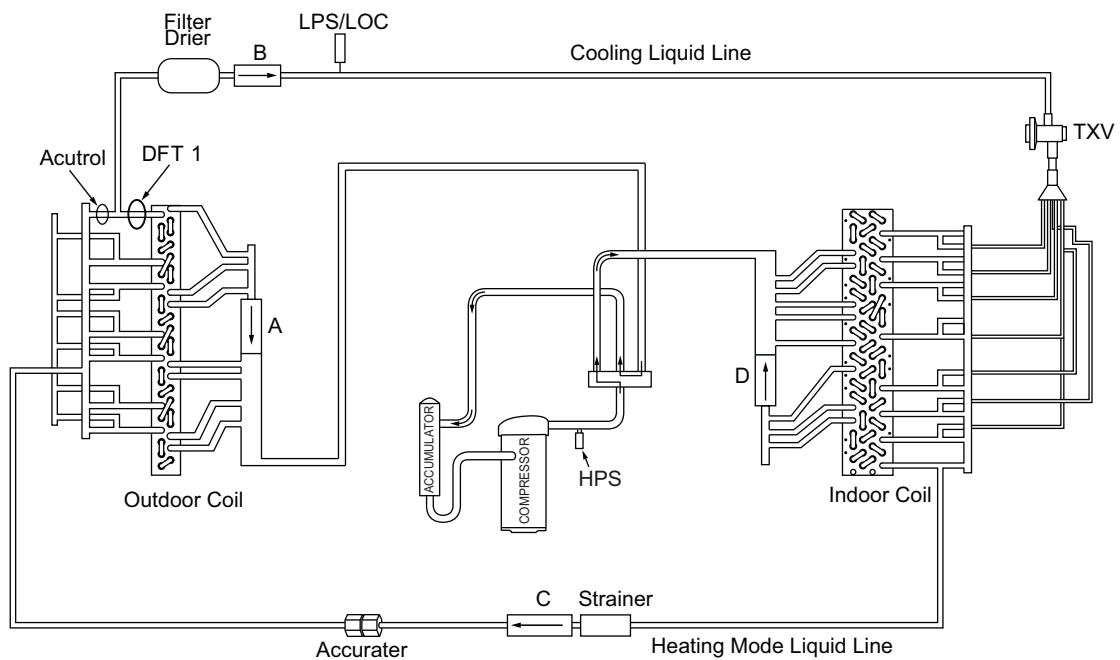 Filter
Drier
B
LPS/LOC
Cooling Liquid Line
TXV
Acutrol
DFT 1
A
D
ACCUMULATOR
COMPRESSOR
HPS
Outdoor Coil
Indoor Coil
C
Strainer
Accurater
Heating Mode Liquid Line